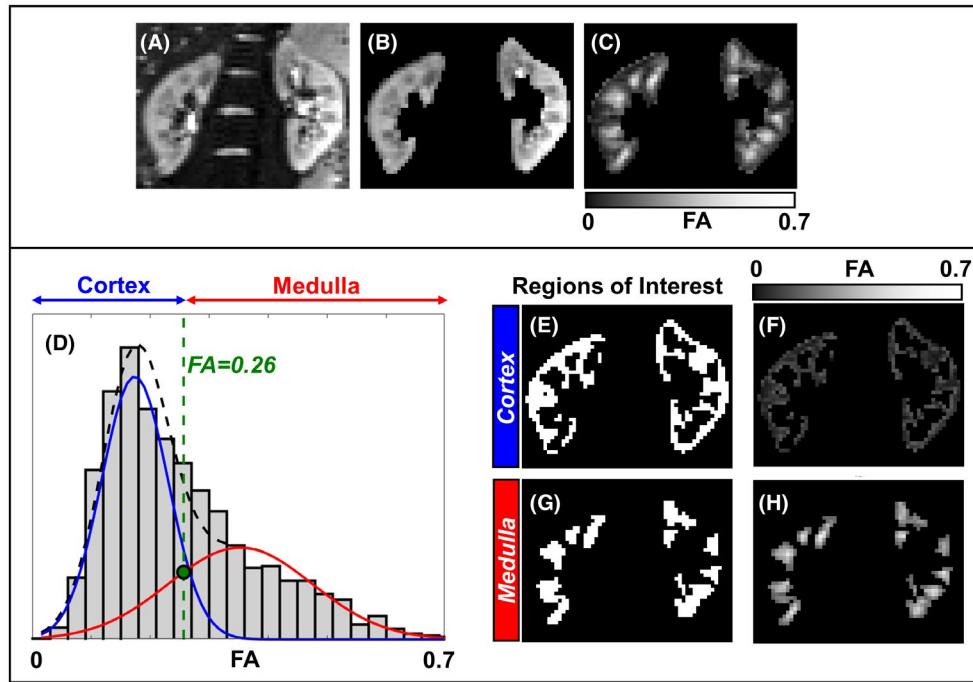 (A)
(B)
(C)
0 FA 0.7
Cortex Medulla
(D)
FA=0.26
0 FA 0.7
Regions of Interest
0 FA 0.7
Cortex
(E)
(F)
Medulla
(G)
(H)